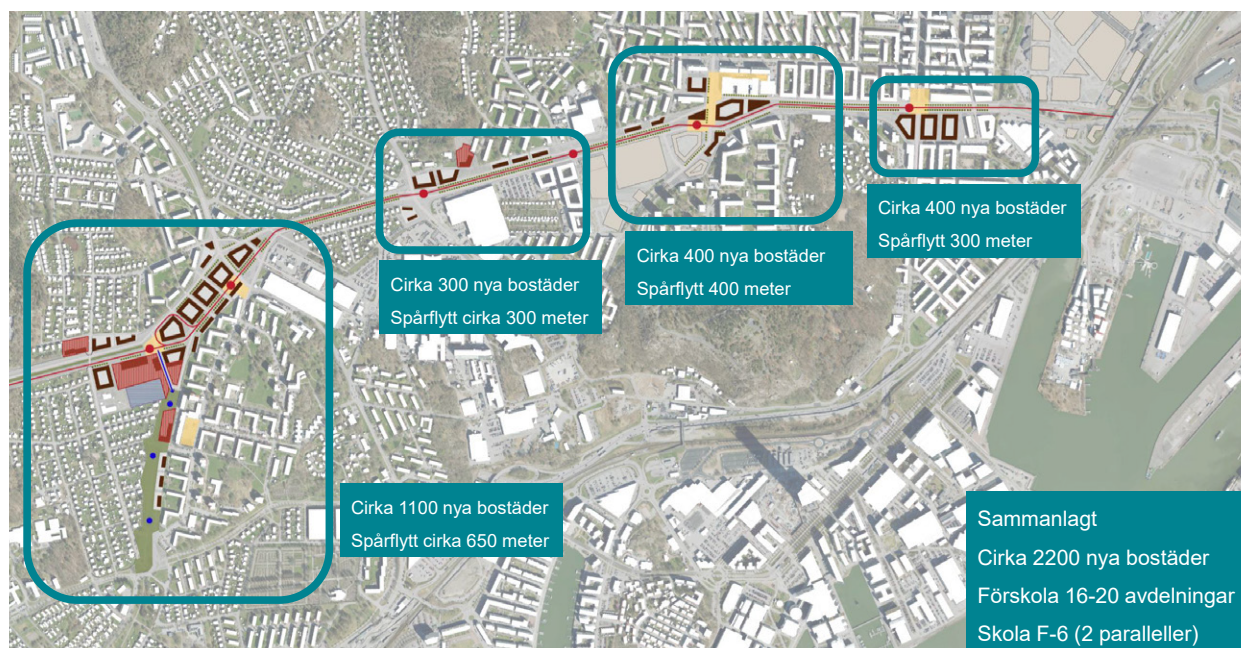 Cirka 400 nya bostäder
Spårflytt 300 meter
Cirka 400 nya bostäder
Spårflytt 400 meter
Cirka 300 nya bostäder
Spårflytt cirka 300 meter
Cirka 1100 nya bostäder
Spårflytt cirka 650 meter
Sammanlagt
Cirka 2200 nya bostäder
Förskola 16-20 avdelningar
Skola F-6 (2 paralleller)